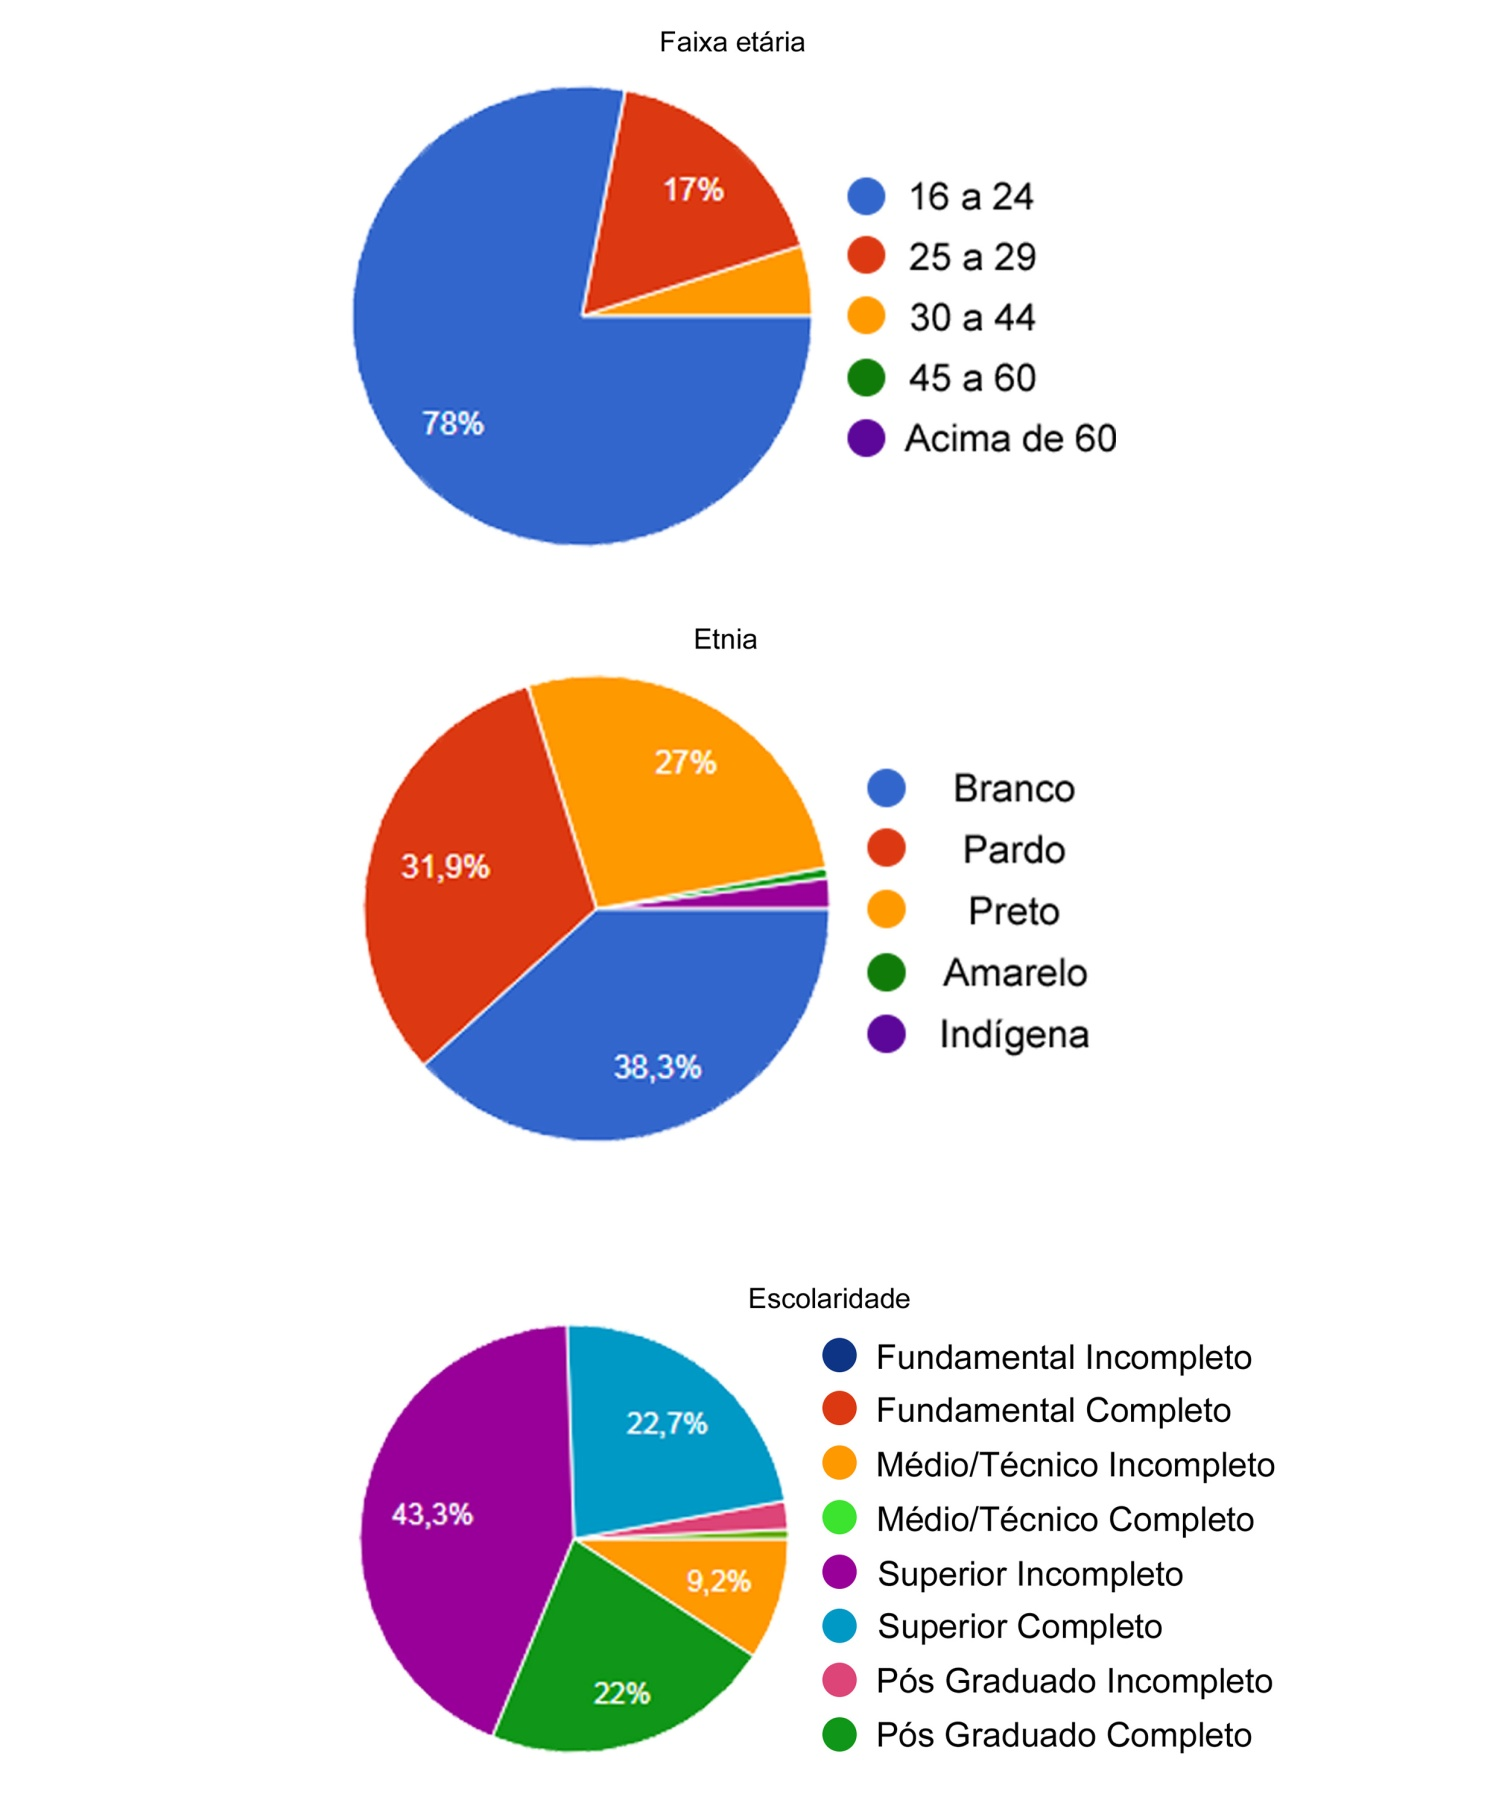 Faixa etária
17%
78%
16 a 24
25 a 29
30 a 44
45 a 60
Acima de 60
Etnia
27%
31,9%
38,3%
Branco
Pardo
Preto
Amarelo
Indígena
Escolaridade
22,7%
43,3%
9,2%
22%
Fundamental Incompleto
Fundamental Completo
Médio/Técnico Incompleto
Médio/Técnico Completo
Superior Incompleto
Superior Completo
Pós Graduado Incompleto
Pós Graduado Completo